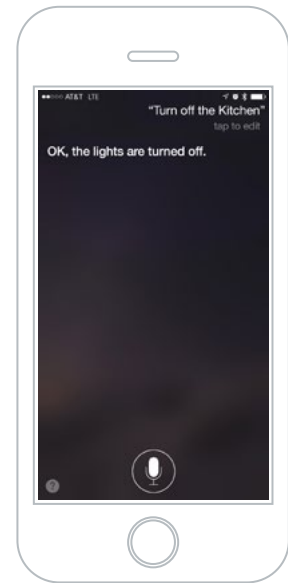 AT&T LTE
"Turn off the Kitchen"
tap to edit
OK, the lights are turned off.
?